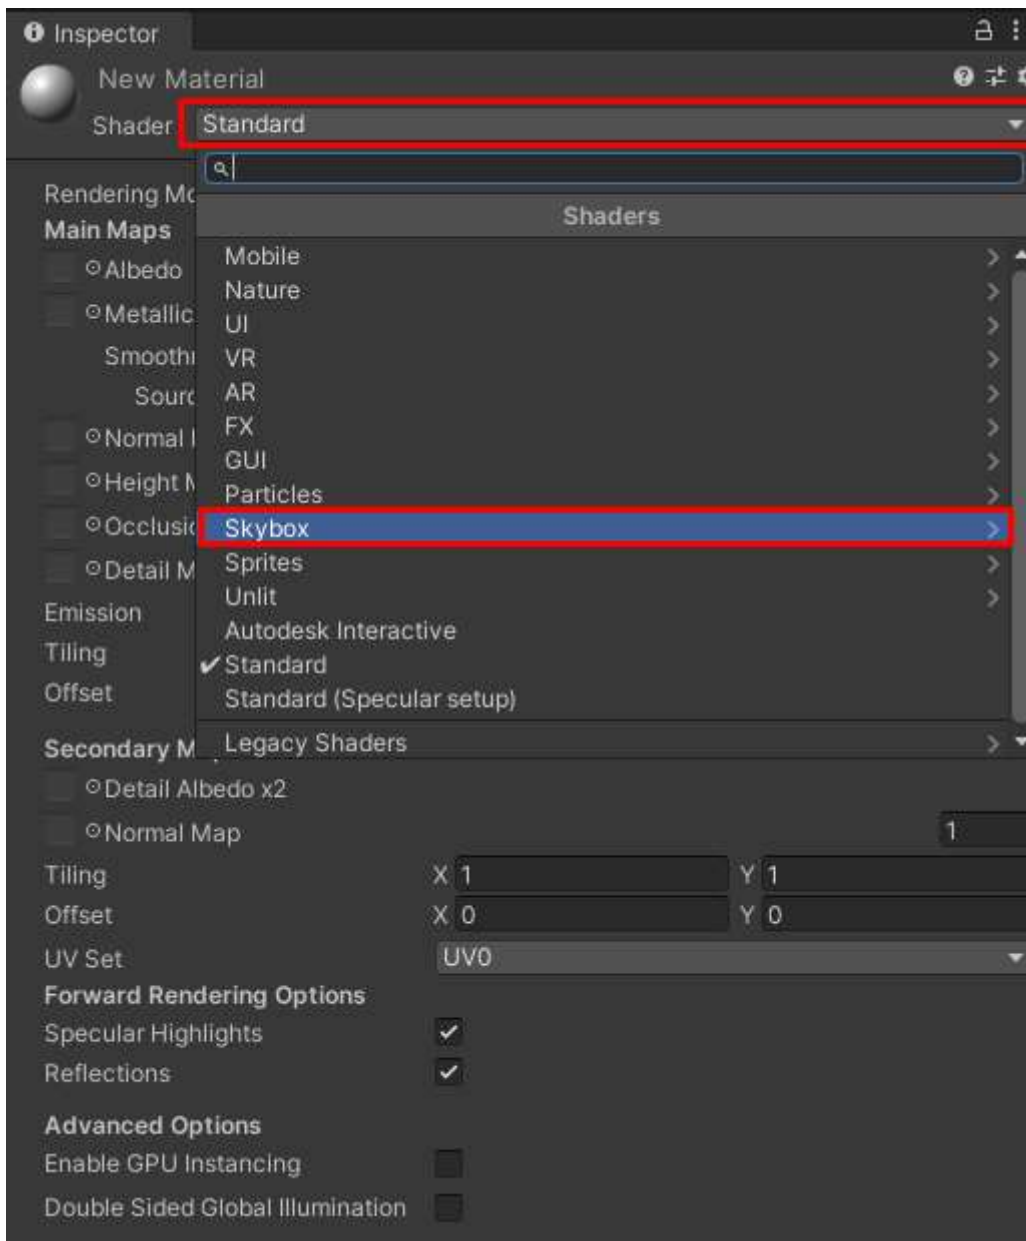 Inspector
New Material
Shader Standard
Shaders
Rendering Mo
Main Maps
Albedo
Metallic
Smooth
Sourc
Normal
Height
Occlusio
Detail M
Emission
Tiling
Offset
Secondary M
Mobile
Nature
UI
VR
AR
FX
GUI
Particles
Skybox
Sprites
Unlit
Autodesk Interactive
Standard
Standard (Specular setup)
Legacy Shaders
Detail Albedo x2
Normal Map 1
Tiling X 1 Y 1
Offset X 0 Y 0
UV Set UV0
Forward Rendering Options
Specular Highlights
Reflections
Advanced Options
Enable GPU Instancing
Double Sided Global Illumination